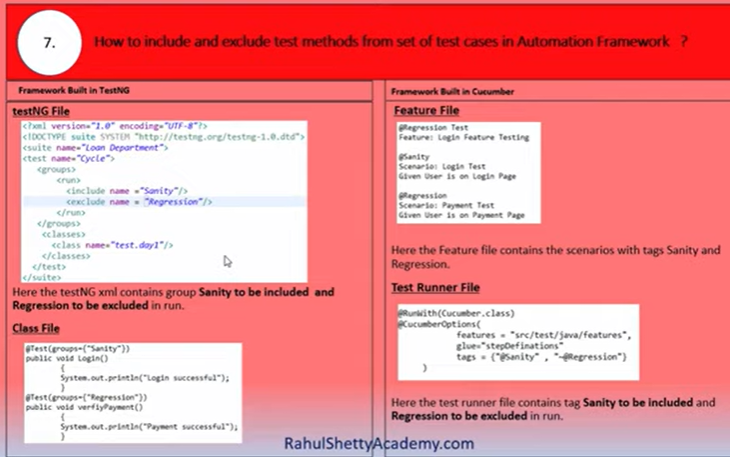 7.
How to include and exclude test methods from set of test cases in Automation Framework ?
Framework Built in TestNG
testNG File
<?xml version="1.0" encoding="UTF-8"?>
<!DOCTYPE suite SYSTEM "http://testng.org/testng-1.0.dtd">
<suite name="Loan Department">
<test name="Cycle">
<groups>
<run>
<include name ="Sanity"/>
<exclude name = "Regression"/>
</run>
</groups>
<classes>
<class name="test.day1"/>
</classes>
</test>
</suite>
Here the testNG xml contains group Sanity to be included and
Regression to be excluded in run.
Class File
@Test(groups={"Sanity"})
public void Login()
{
System.out.println("Login successful");
}
@Test(groups={"Regression"})
public void verfiyPayment()
{
System.out.println("Payment successful");
}
Framework Built in Cucumber
Feature File
@Regression Test
Feature: Login Feature Testing
@Sanity
Scenario: Login Test
Given User is on Login Page
@Regression
Scenario: Payment Test
Given User is on Payment Page
Here the Feature file contains the scenarios with tags Sanity and
Regression.
Test Runner File
@RunWith(Cucumber.class)
@CucumberOptions(
features = "src/test/java/features",
glue="stepDefinations"
tags = {"@Sanity" , "~@Regression"}
)
Here the test runner file contains tag Sanity to be included and
Regression to be excluded in run.
RahulShettyAcademy.com